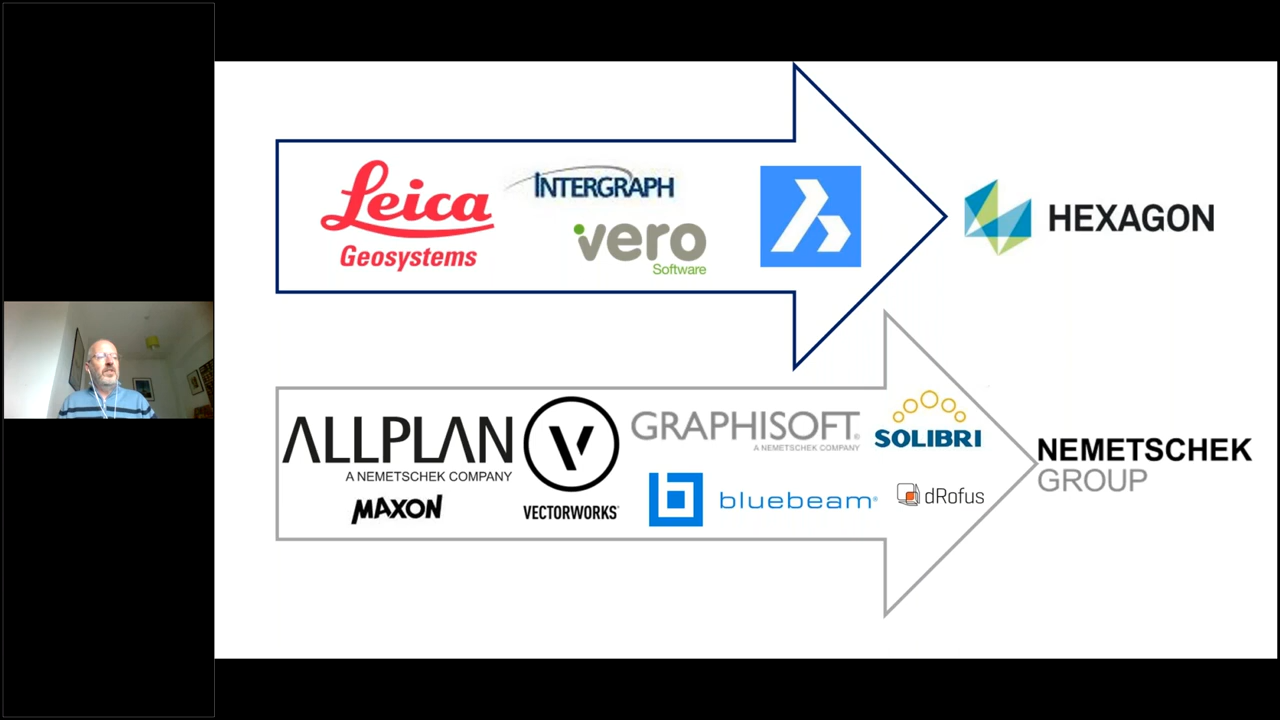 Leica
Geosystems
INTERGRAPH
vero
Software
HEXAGON
ALLPLAN
A NEMETSCHEK COMPANY
MAXON
V
VECTORWORKS®
GRAPHISOFT®
A NEMETSCHEK COMPANY
b bluebeam®
SOLIBRI
dRofus
NEMETSCHEK
GROUP